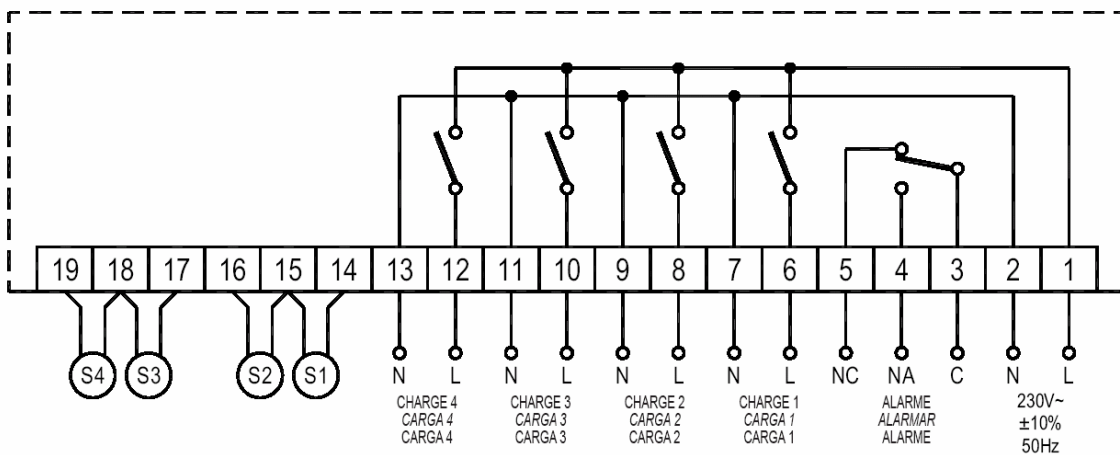 19 18 17 16 15 14 13 12 11 10 9 8 7 6 5 4 3 2 1
S4 S3 S2 S1 N L N L N L N L NC NA C N L
CHARGE 4 CHARGE 3 CHARGE 2 CHARGE 1 ALARME 230V~
CARGA 4 CARGA 3 CARGA 2 CARGA 1 ALARMAR ±10%
CARGA 4 CARGA 3 CARGA 2 CARGA 1 ALARME 50Hz